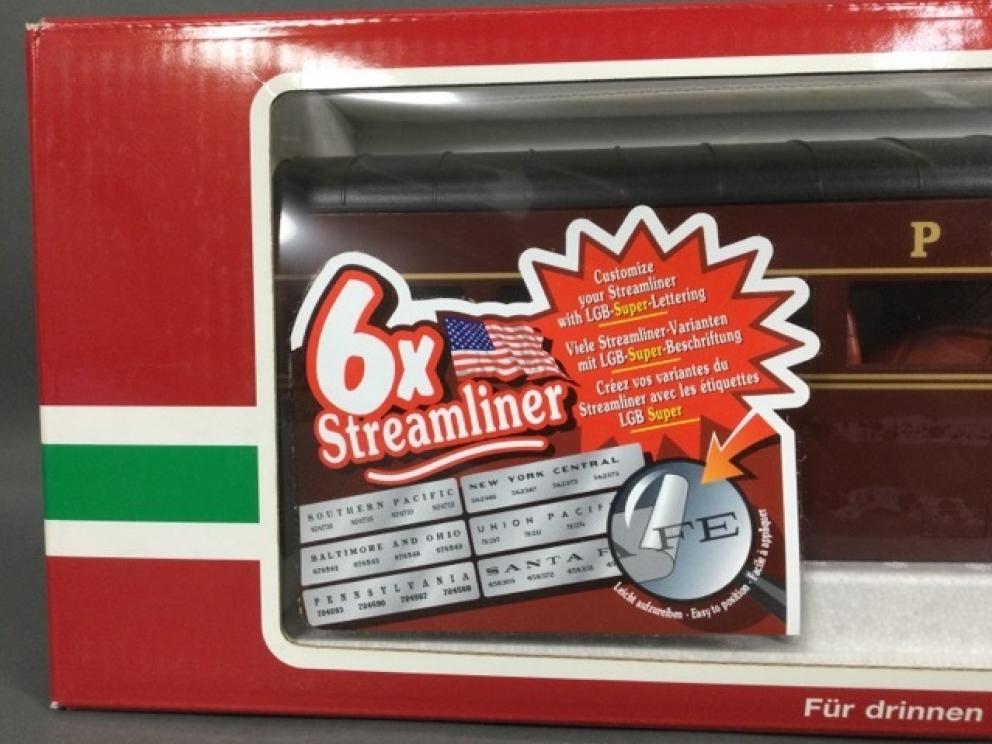 P
Customize
your Streamliner
with LGB-Super-Lettering
Viele Streamliner-Varianten
mit LGB-Super-Beschriftung
Créez vos variantes du
Streamliner avec les étiquettes
LGB Super
6x
Streamliner
SOUTHERN PACIFIC
NEW YORK CENTRAL
BALTIMORE AND OHIO
UNION PACIF
PENNSYLVANIA
SANTA F
FE
Leicht aufzureiben - Easy to position - Facile à appliquer
Für drinnen